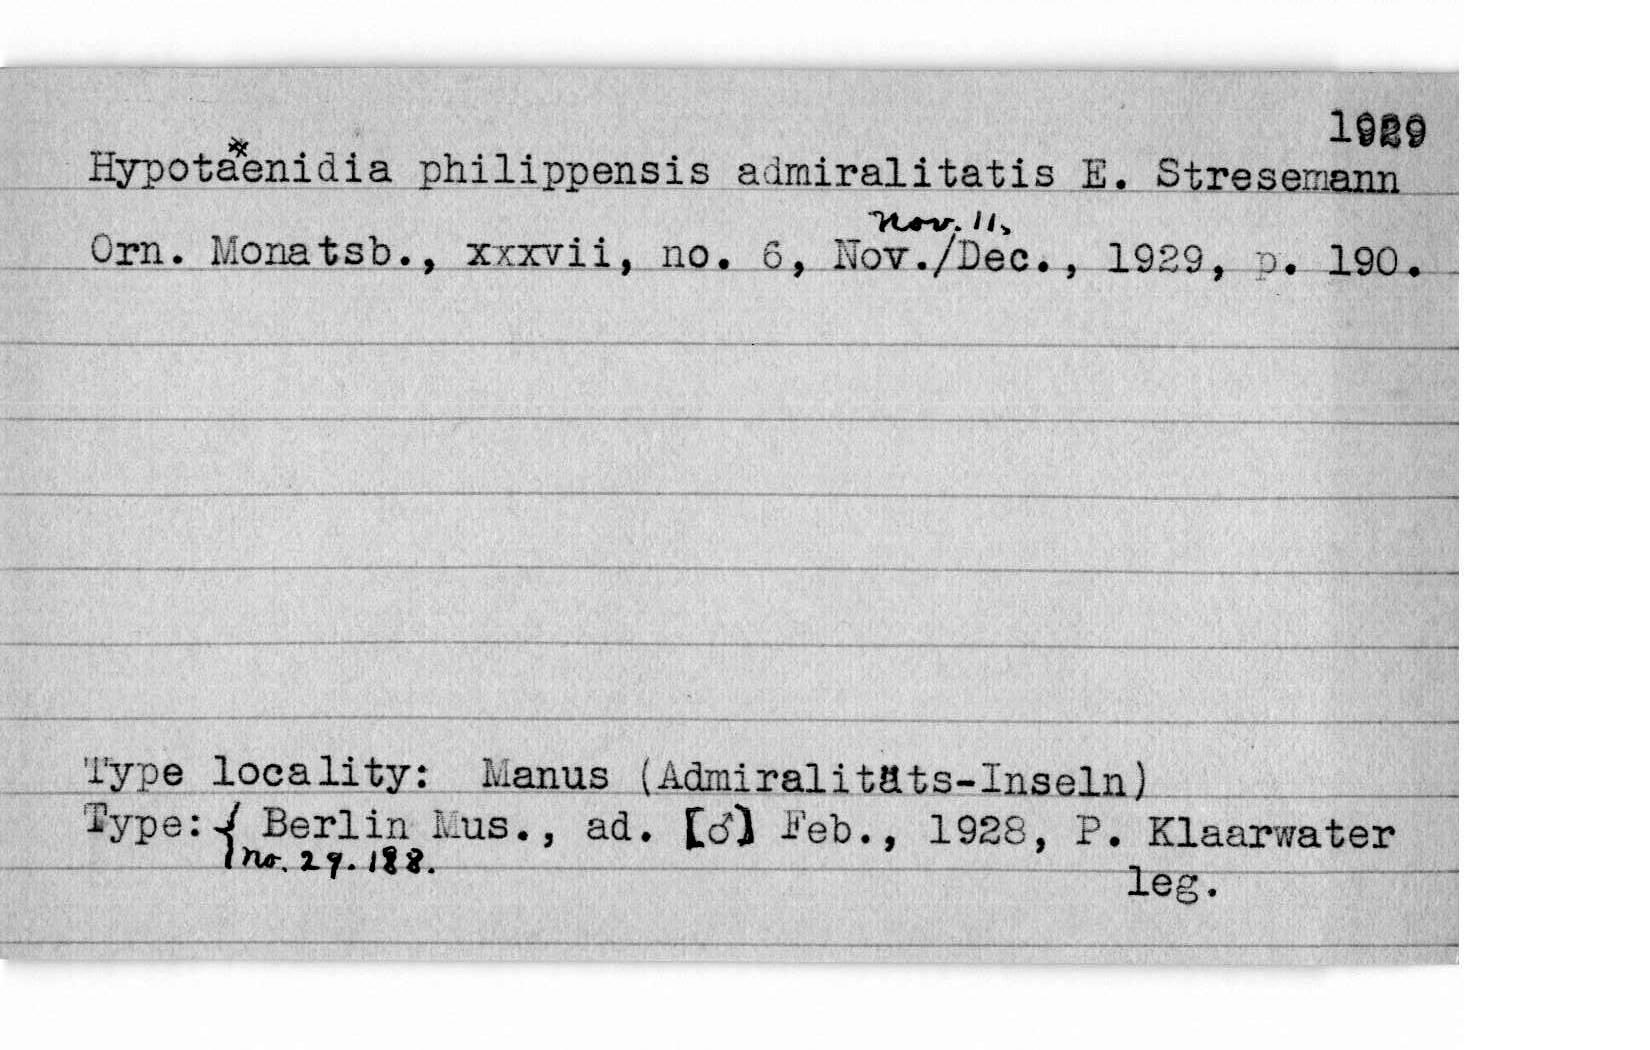 1929
Hypotaenidia philippensis admiralitatis E. Stresemann
Nov. 11,
Orn. Monatsb., xxxvii, no. 6, Nov./Dec., 1929, p. 190.
Type locality: Manus (Admiralitäts-Inseln)
Type: { Berlin Mus., ad. [♂] Feb., 1928, P. Klaarwater
no. 29.188.
leg.